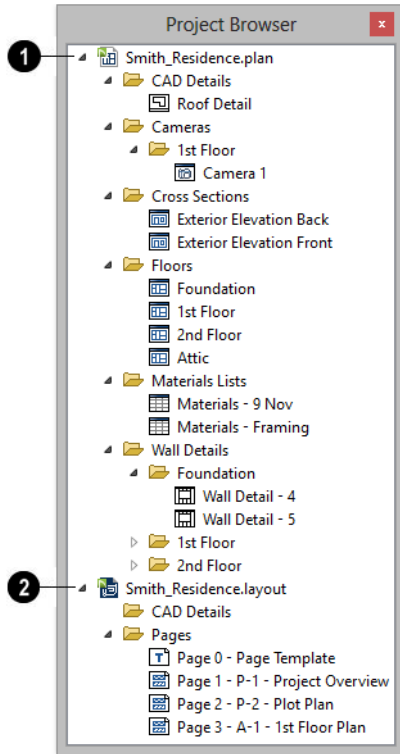 Project Browser
x
1
Smith_Residence.plan
CAD Details
Roof Detail
Cameras
1st Floor
Camera 1
Cross Sections
Exterior Elevation Back
Exterior Elevation Front
Floors
Foundation
1st Floor
2nd Floor
Attic
Materials Lists
Materials - 9 Nov
Materials - Framing
Wall Details
Foundation
Wall Detail - 4
Wall Detail - 5
1st Floor
2nd Floor
2
Smith_Residence.layout
CAD Details
Pages
Page 0 - Page Template
Page 1 - P-1 - Project Overview
Page 2 - P-2 - Plot Plan
Page 3 - A-1 - 1st Floor Plan